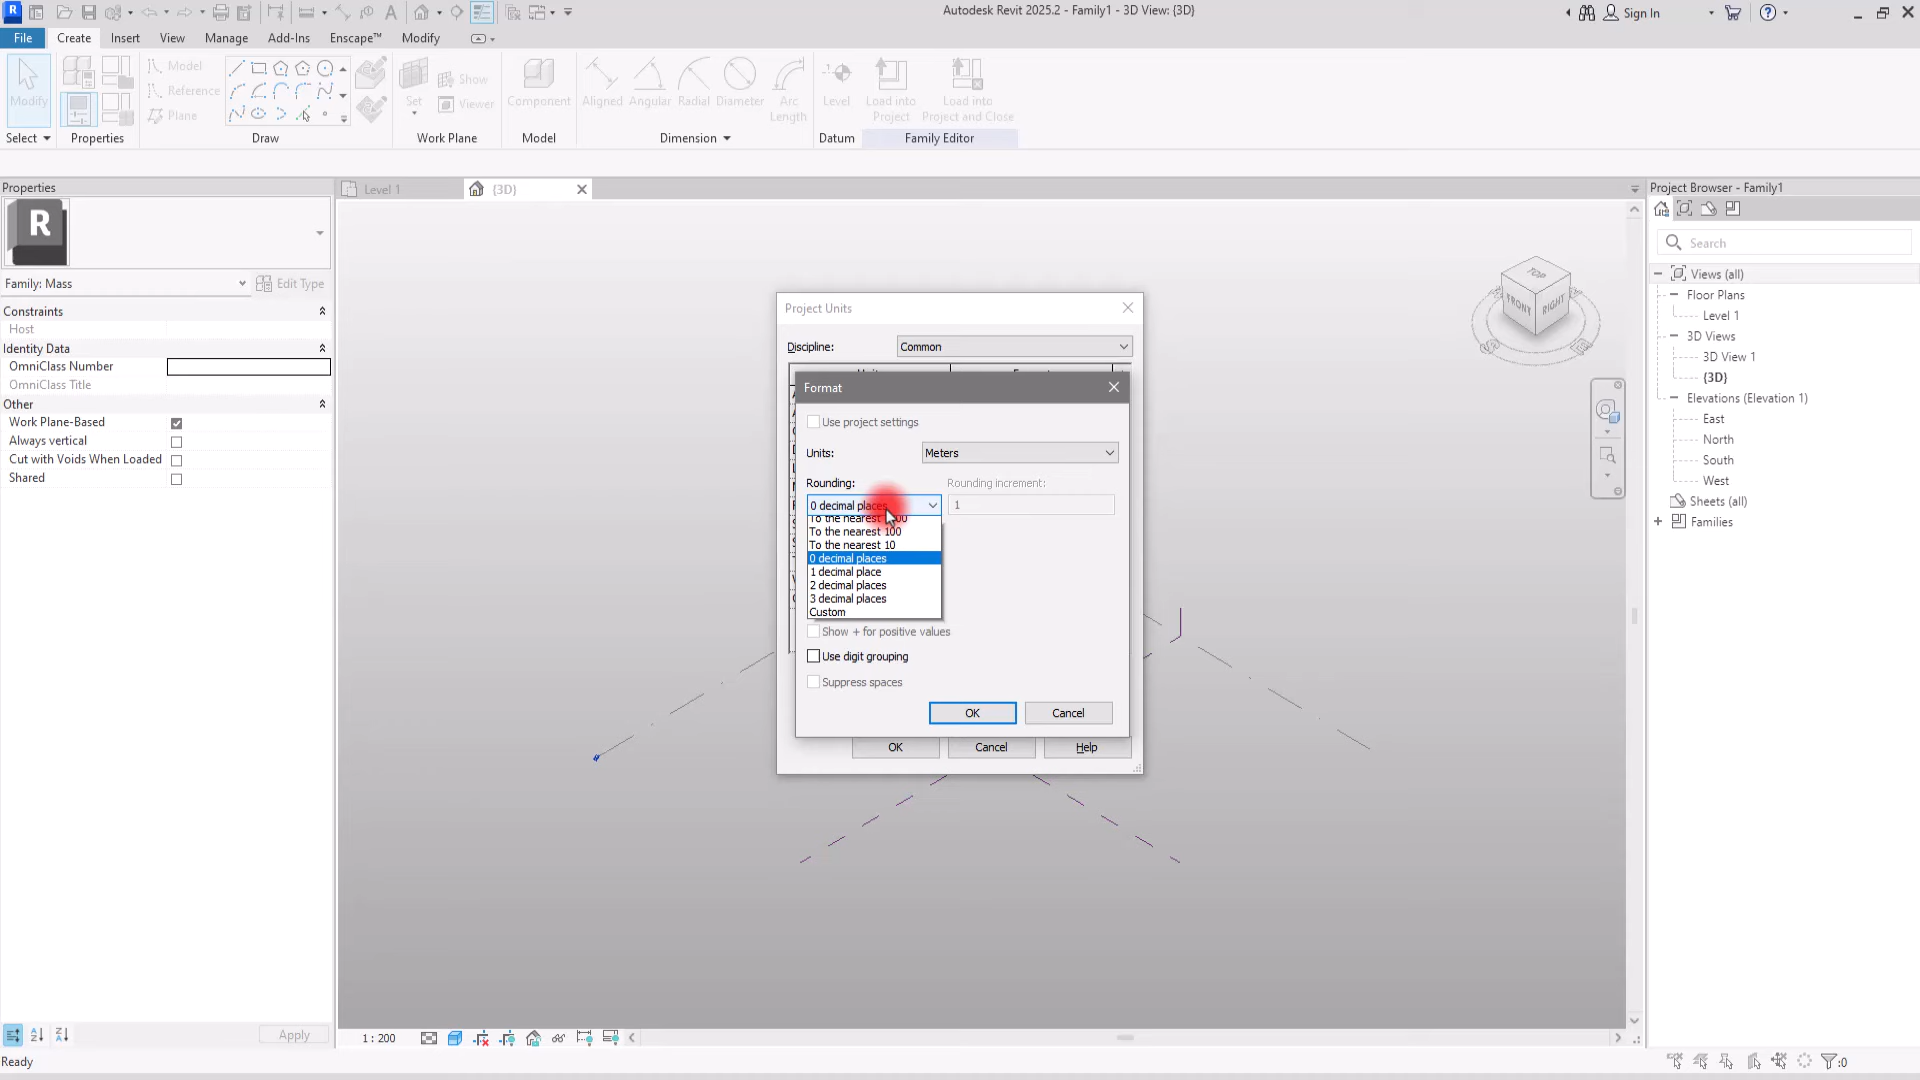 Autodesk Revit 2025.2 - Family1 - 3D View: {3D}
Sign In
File
Create
Insert
View
Manage
Add-Ins
Enscape™
Modify
Modify
Model
Reference
Plane
Set
Show
Viewer
Component
Aligned
Angular
Radial
Diameter
Arc
Length
Level
Load into
Project
Load into
Project and Close
Select
Properties
Draw
Work Plane
Model
Dimension
Datum
Family Editor
Properties
Level 1
{3D}
Project Browser - Family1
R
Search
Family: Mass
Edit Type
Constraints
Host
Identity Data
OmniClass Number
OmniClass Title
Other
Work Plane-Based
Always vertical
Cut with Voids When Loaded
Shared
Views (all)
Floor Plans
Level 1
3D Views
3D View 1
{3D}
Elevations (Elevation 1)
East
North
South
West
Sheets (all)
Families
TOP
FRONT
RIGHT
Project Units
Discipline:
Common
Format
Use project settings
Units:
Meters
Rounding:
Rounding increment:
0 decimal places
1
To the nearest 100
To the nearest 10
0 decimal places
1 decimal place
2 decimal places
3 decimal places
Custom
Show + for positive values
Use digit grouping
Suppress spaces
OK
Cancel
OK
Cancel
Help
Apply
1 : 200
Ready
:0